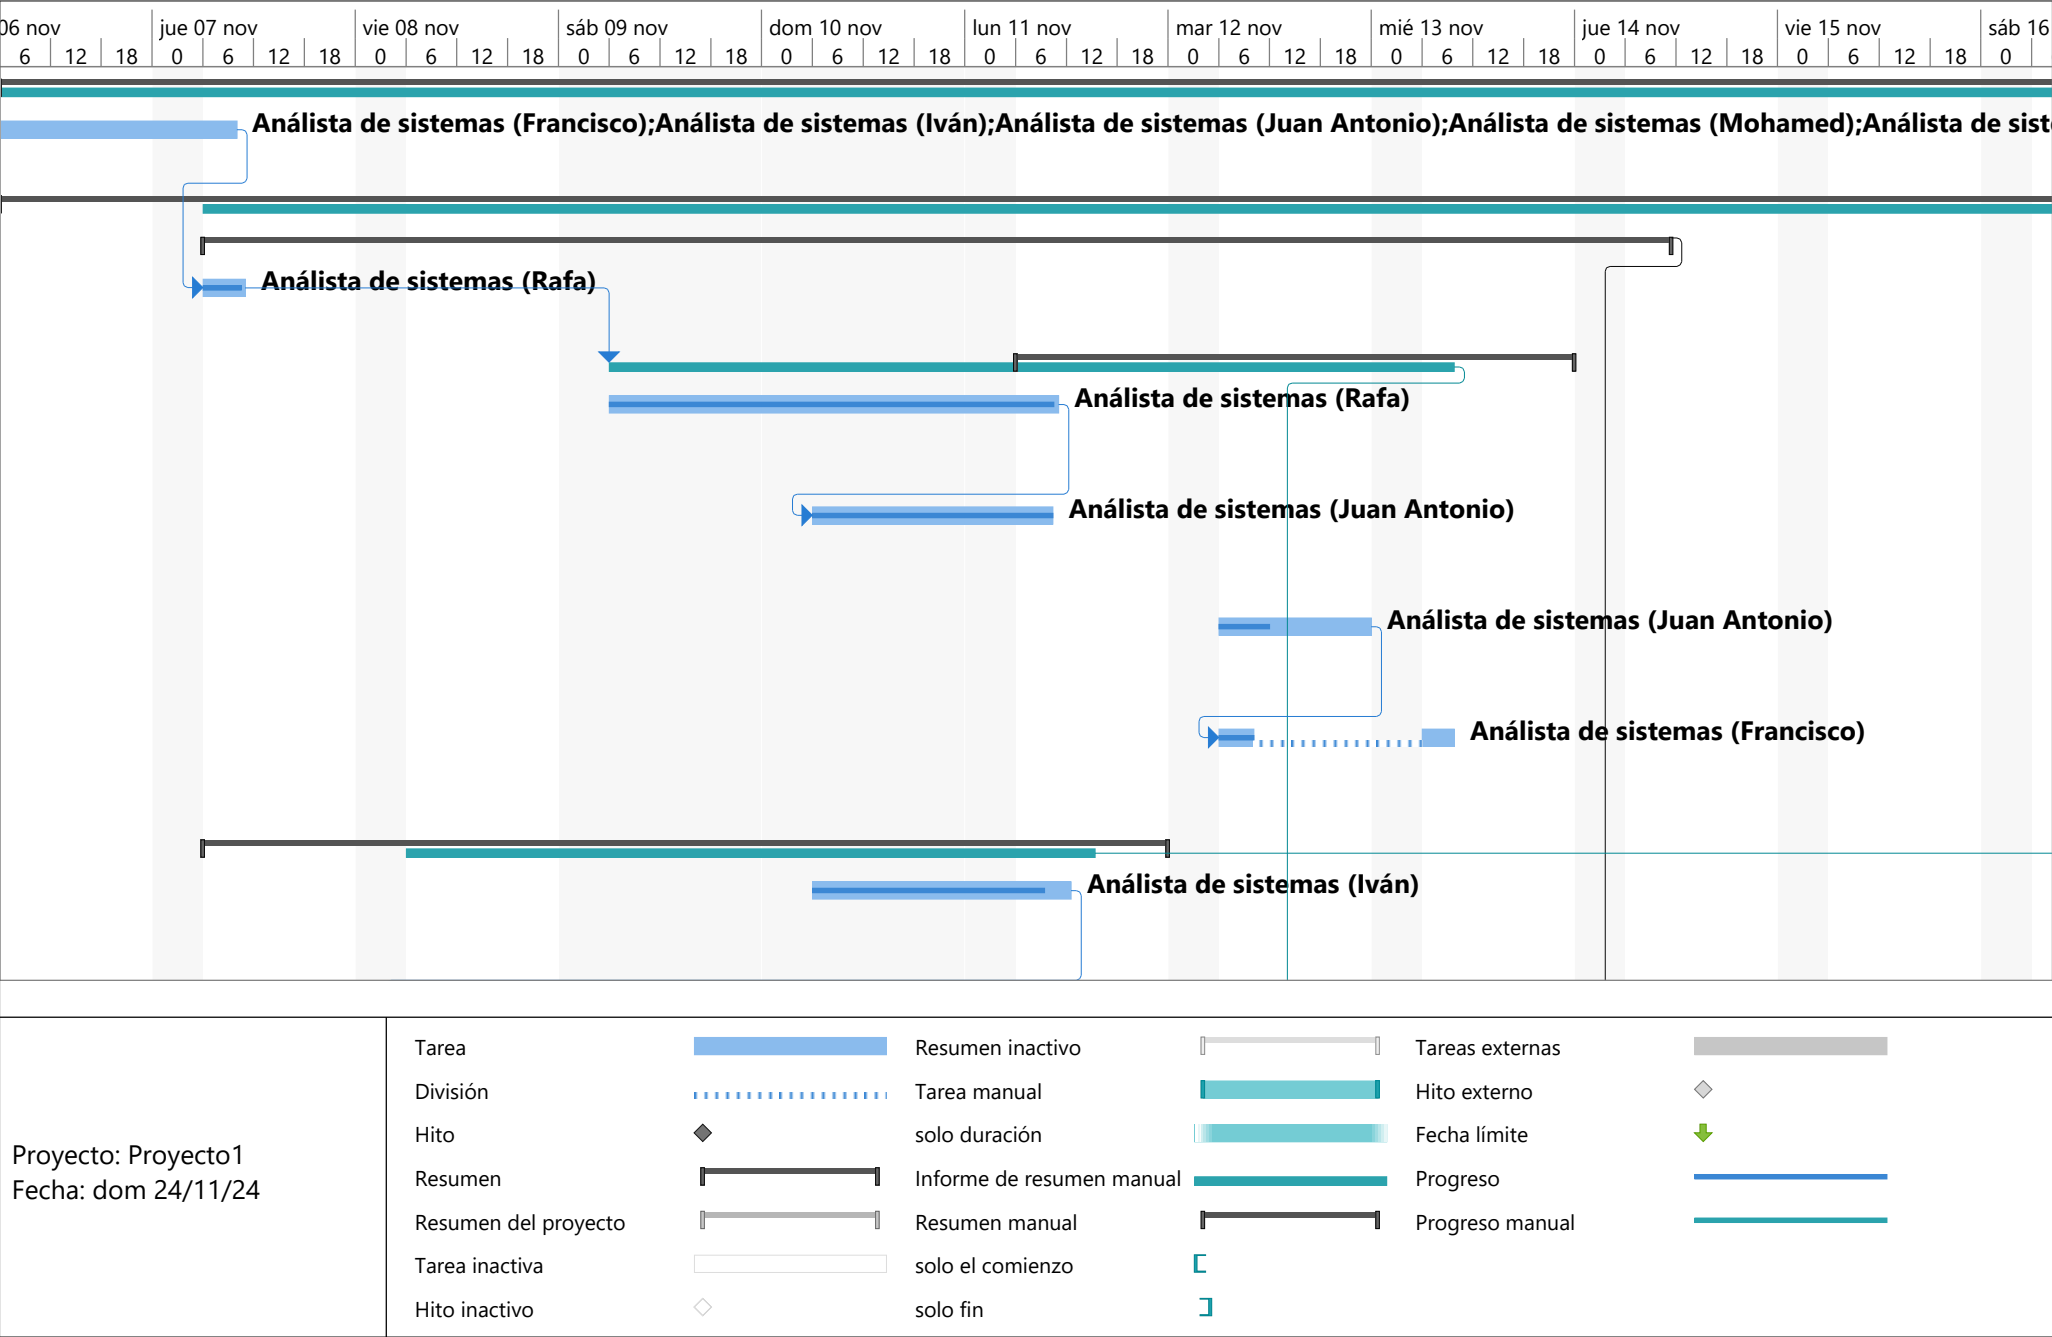 06 nov jue 07 nov vie 08 nov sáb 09 nov dom 10 nov lun 11 nov mar 12 nov mié 13 nov jue 14 nov vie 15 nov sáb 16
6 12 18 0 6 12 18 0 6 12 18 0 6 12 18 0 6 12 18 0 6 12 18 0 6 12 18 0 6 12 18 0 6 12 18 0 6 12 18 0
Análista de sistemas (Francisco);Análista de sistemas (Iván);Análista de sistemas (Juan Antonio);Análista de sistemas (Mohamed);Análista de sist
Análista de sistemas (Rafa)
Análista de sistemas (Rafa)
Análista de sistemas (Juan Antonio)
Análista de sistemas (Juan Antonio)
Análista de sistemas (Francisco)
Análista de sistemas (Iván)
Proyecto: Proyecto1
Fecha: dom 24/11/24
Tarea
División
Hito
Resumen
Resumen del proyecto
Tarea inactiva
Hito inactivo
Resumen inactivo
Tarea manual
solo duración
Informe de resumen manual
Resumen manual
solo el comienzo
solo fin
Tareas externas
Hito externo
Fecha límite
Progreso
Progreso manual